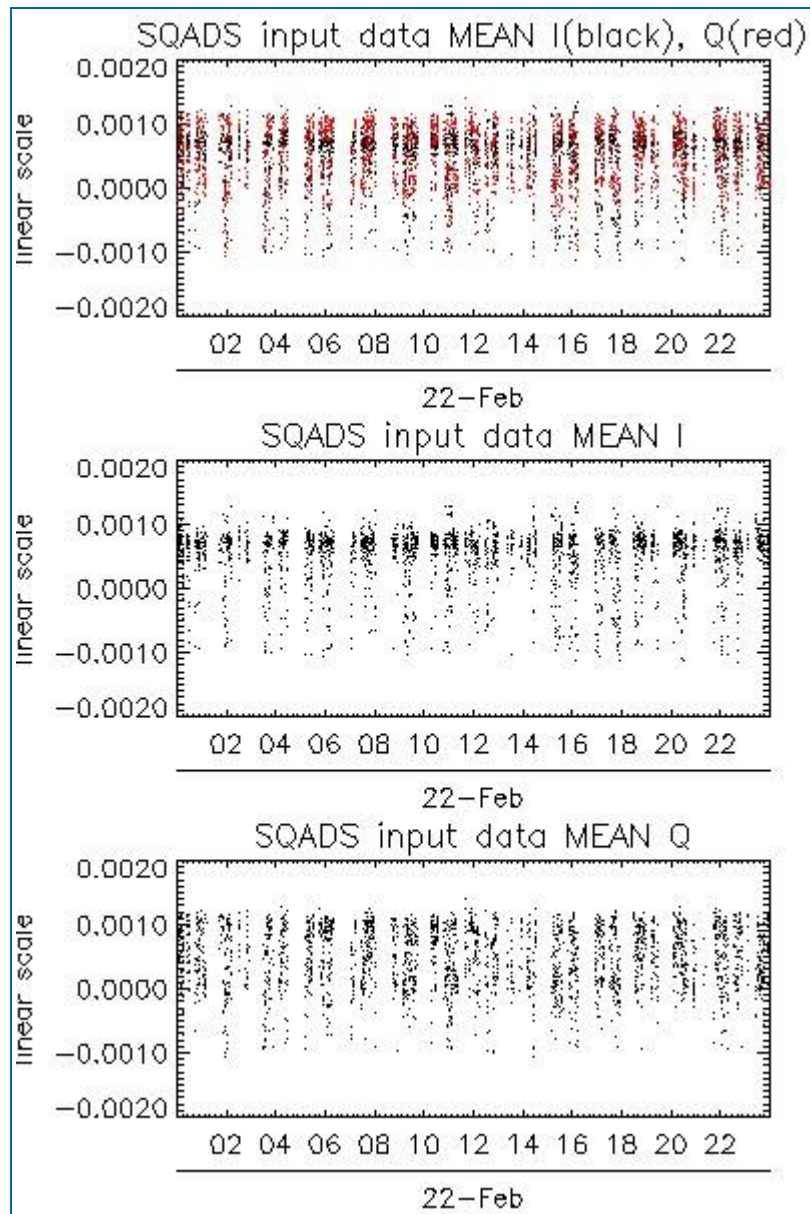 SQADS input data MEAN I(black), Q(red)
linear scale
0.0020
0.0010
0.0000
−0.0010
−0.0020
02 04 06 08 10 12 14 16 18 20 22
22−Feb
SQADS input data MEAN I
linear scale
0.0020
0.0010
0.0000
−0.0010
−0.0020
02 04 06 08 10 12 14 16 18 20 22
22−Feb
SQADS input data MEAN Q
linear scale
0.0020
0.0010
0.0000
−0.0010
−0.0020
02 04 06 08 10 12 14 16 18 20 22
22−Feb